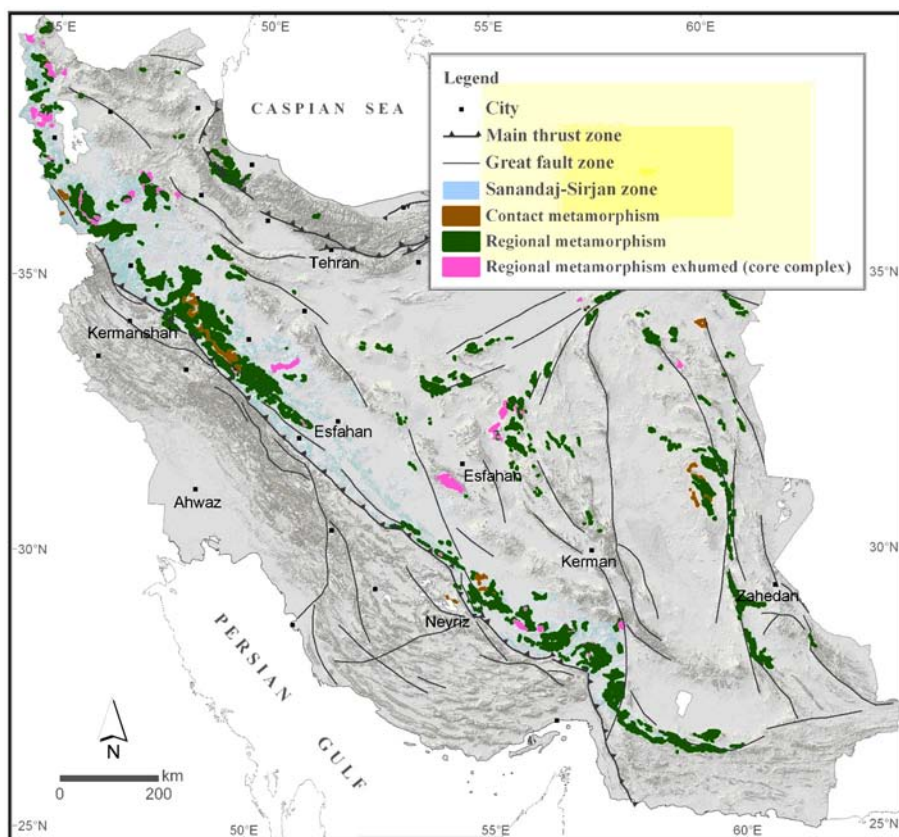 45°E
50°E
55°E
60°E
CASPIAN SEA
Legend
City
Main thrust zone
Great fault zone
Sanandaj-Sirjan zone
Contact metamorphism
Regional metamorphism
Regional metamorphism exhumed (core complex)
35°N
35°N
Tehran
Kermanshah
Esfahan
Esfahan
Ahwaz
30°N
30°N
Kerman
Zahedan
Neyriz
PERSIAN
GULF
N
km
0
200
25°N
25°N
50°E
55°E
60°E